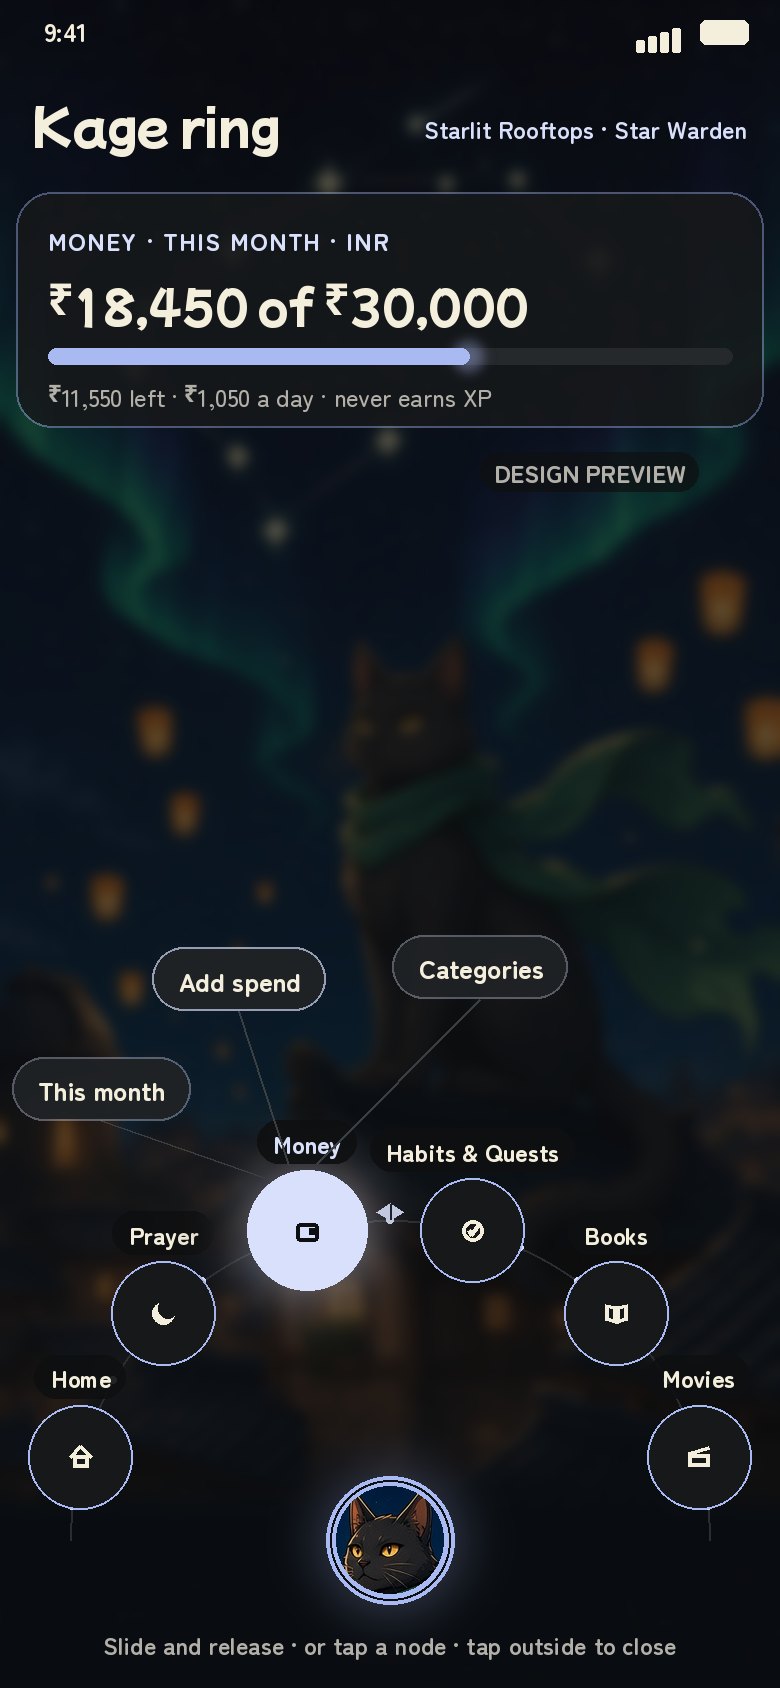 9:41
Kage ring
Starlit Rooftops · Star Warden
MONEY · THIS MONTH · INR
₹18,450 of ₹30,000
₹11,550 left · ₹1,050 a day · never earns XP
DESIGN PREVIEW
Add spend
Categories
This month
Money
Habits & Quests
Prayer
Books
Home
Movies
Slide and release · or tap a node · tap outside to close